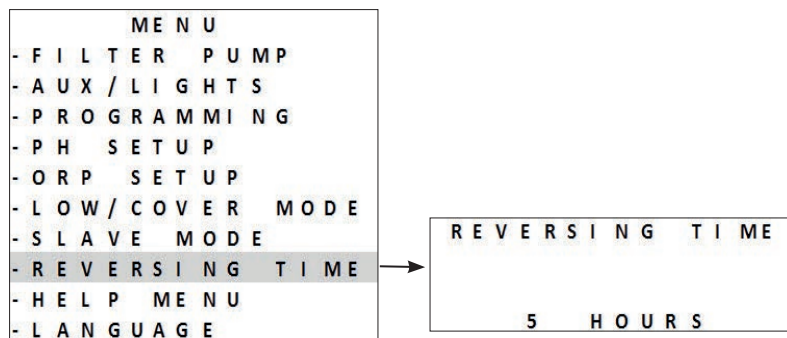 MENU
- FILTER PUMP
- AUX/LIGHTS
- PROGRAMMING
- PH SETUP
- ORP SETUP
- LOW/COVER MODE
- SLAVE MODE
- REVERSING TIME
- HELP MENU
- LANGUAGE
REVERSING TIME
5 HOURS